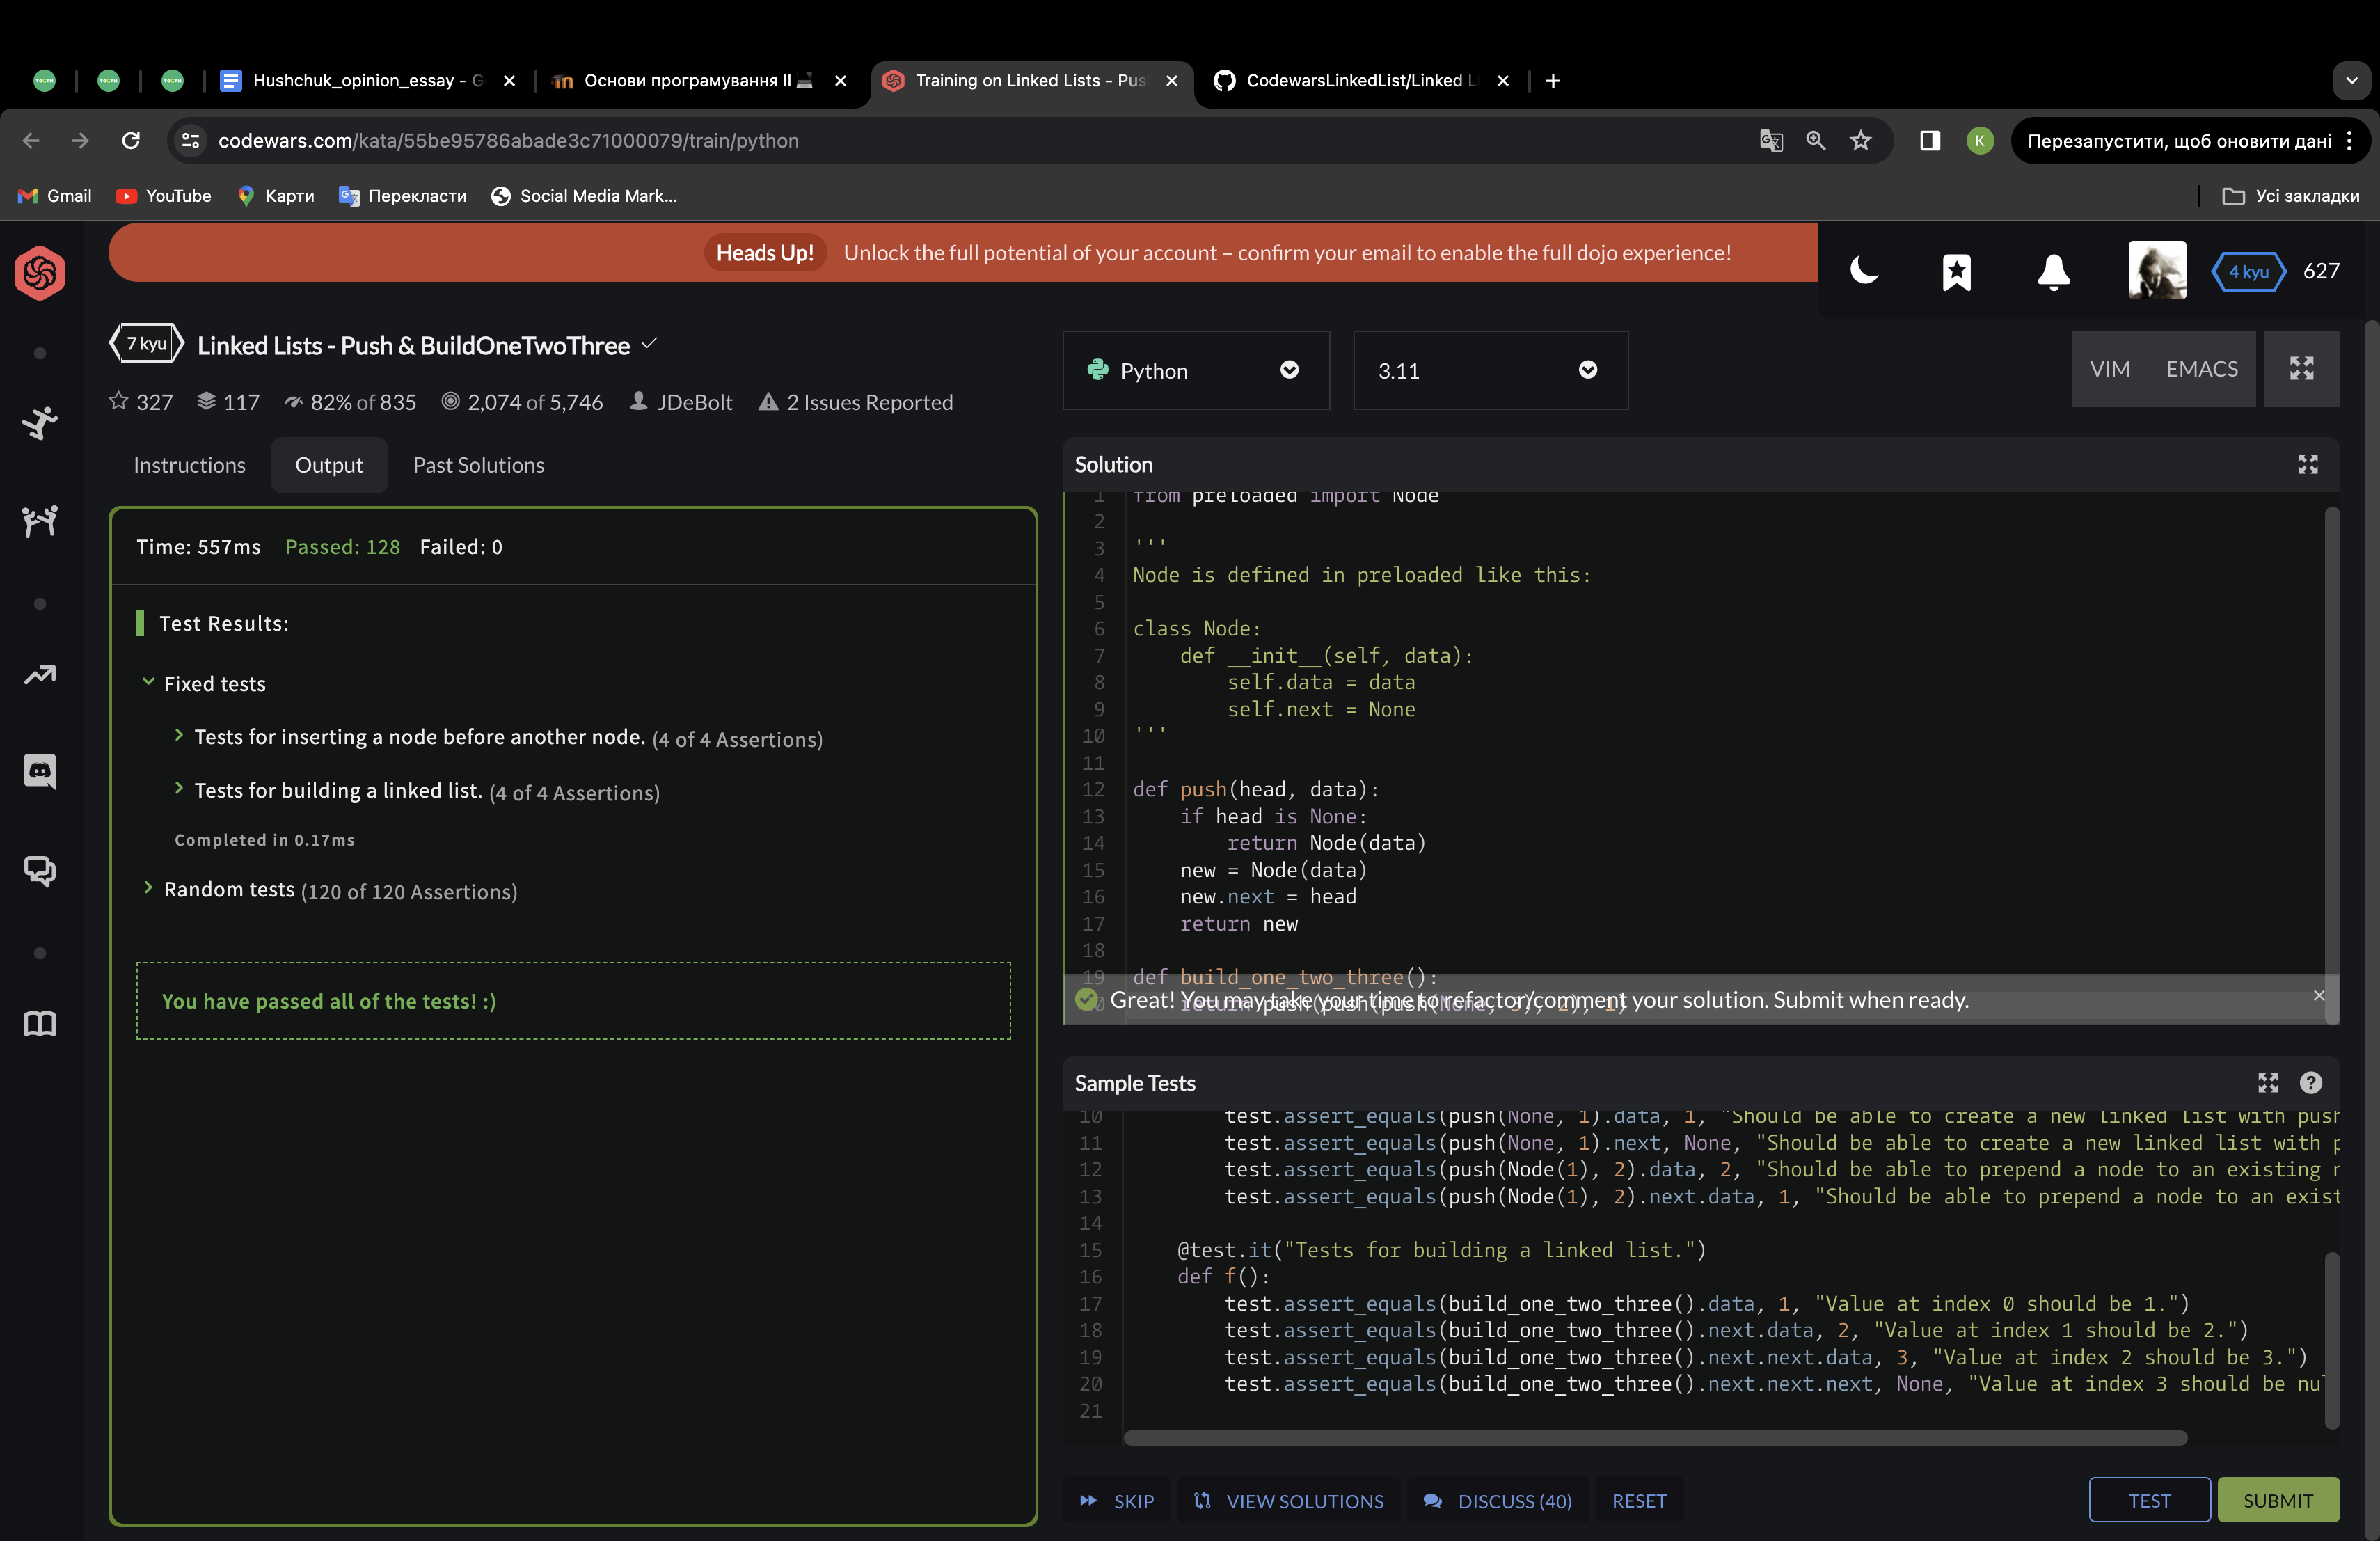 тести
тести
тести
Hushchuk_opinion_essay - G
Основи програмування II
Training on Linked Lists - Pus
CodewarsLinkedList/Linked Li
codewars.com/kata/55be95786abade3c71000079/train/python
K
Перезапустити, щоб оновити дані
Gmail
YouTube
Карти
Перекласти
Social Media Mark...
Усі закладки
Heads Up!
Unlock the full potential of your account – confirm your email to enable the full dojo experience!
4 kyu
627
7 kyu
Linked Lists - Push & BuildOneTwoThree
327
117
82% of 835
2,074 of 5,746
JDeBolt
2 Issues Reported
Python
3.11
VIM
EMACS
Instructions
Output
Past Solutions
Time: 557ms Passed: 128 Failed: 0
Test Results:
Fixed tests
Tests for inserting a node before another node. (4 of 4 Assertions)
Tests for building a linked list. (4 of 4 Assertions)
Completed in 0.17ms
Random tests (120 of 120 Assertions)
You have passed all of the tests! :)
Solution
1 from preloaded import Node
2
3 '''
4 Node is defined in preloaded like this:
5
6 class Node:
7     def __init__(self, data):
8         self.data = data
9         self.next = None
10 '''
11
12 def push(head, data):
13     if head is None:
14         return Node(data)
15     new = Node(data)
16     new.next = head
17     return new
18
19 def build_one_two_three():
20     return push(push(push(None, 3), 2), 1)
Great! You may take your time to refactor/comment your solution. Submit when ready.
Sample Tests
10 test.assert_equals(push(None, 1).data, 1, "Should be able to create a new linked list with push
11 test.assert_equals(push(None, 1).next, None, "Should be able to create a new linked list with p
12 test.assert_equals(push(Node(1), 2).data, 2, "Should be able to prepend a node to an existing n
13 test.assert_equals(push(Node(1), 2).next.data, 1, "Should be able to prepend a node to an exist
14
15 @test.it("Tests for building a linked list.")
16 def f():
17 test.assert_equals(build_one_two_three().data, 1, "Value at index 0 should be 1.")
18 test.assert_equals(build_one_two_three().next.data, 2, "Value at index 1 should be 2.")
19 test.assert_equals(build_one_two_three().next.next.data, 3, "Value at index 2 should be 3.")
20 test.assert_equals(build_one_two_three().next.next.next, None, "Value at index 3 should be nul
21
SKIP
VIEW SOLUTIONS
DISCUSS (40)
RESET
TEST
SUBMIT